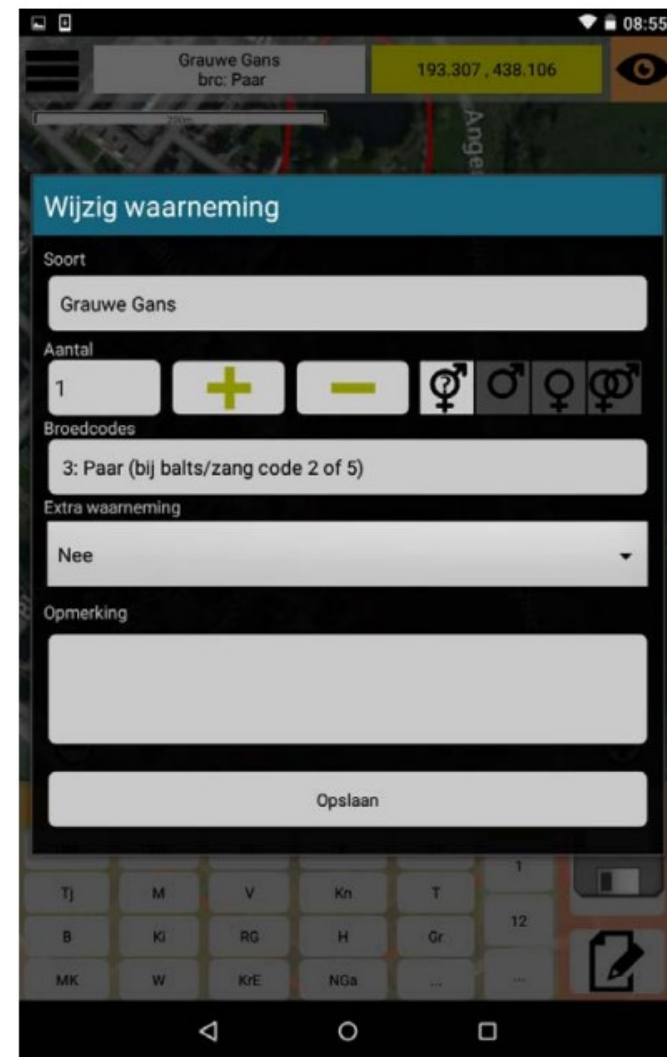 08:55
Grauwe Gans
brc: Paar
193.307 , 438.106
200m
Ange
Wijzig waarneming
Soort
Grauwe Gans
Aantal
1
Broedcodes
3: Paar (bij balts/zang code 2 of 5)
Extra waarneming
Nee
Opmerking
Opslaan
1
Tj M V Kn T
12
B Ki RG H Gr
MK W KrE NGa ... ...